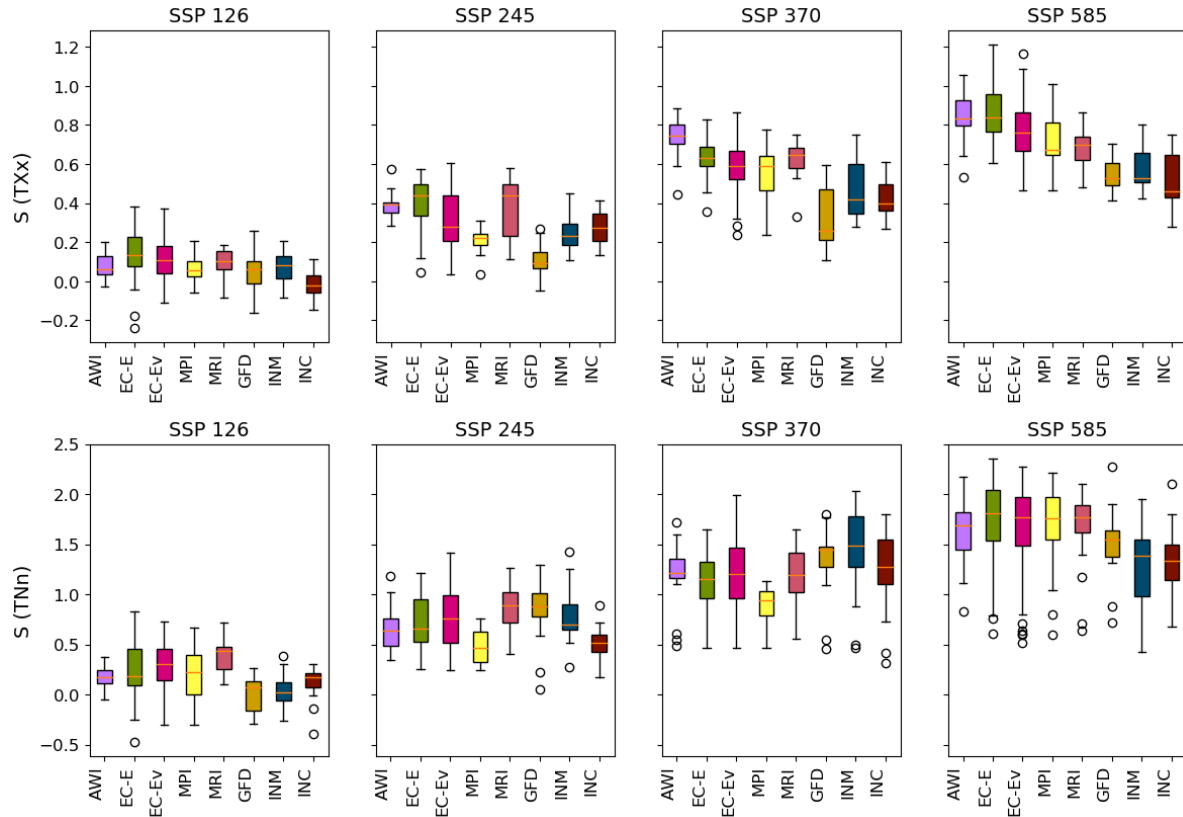 SSP 126 SSP 245 SSP 370 SSP 585
1.2
1.0
0.8
0.6
0.4
0.2
0.0
−0.2
S (TXx)
AWI EC-E EC-Ev MPI MRI GFD INM INC AWI EC-E EC-Ev MPI MRI GFD INM INC AWI EC-E EC-Ev MPI MRI GFD INM INC AWI EC-E EC-Ev MPI MRI GFD INM INC
SSP 126 SSP 245 SSP 370 SSP 585
2.5
2.0
1.5
1.0
0.5
0.0
−0.5
S (TNn)
AWI EC-E EC-Ev MPI MRI GFD INM INC AWI EC-E EC-Ev MPI MRI GFD INM INC AWI EC-E EC-Ev MPI MRI GFD INM INC AWI EC-E EC-Ev MPI MRI GFD INM INC